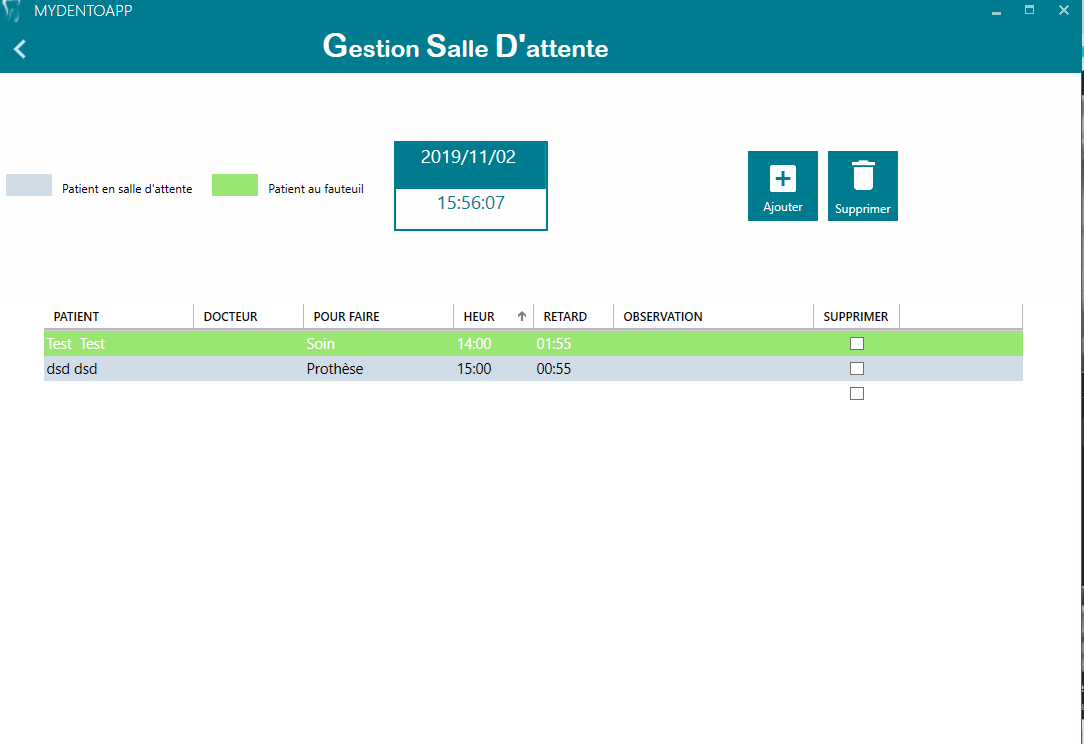 MYDENTOAPP
Gestion Salle D'attente
2019/11/02
Patient en salle d'attente
Patient au fauteuil
15:56:07
Ajouter
Supprimer
PATIENT DOCTEUR POUR FAIRE HEUR RETARD OBSERVATION SUPPRIMER
Test Test Soin 14:00 01:55
dsd dsd Prothèse 15:00 00:55